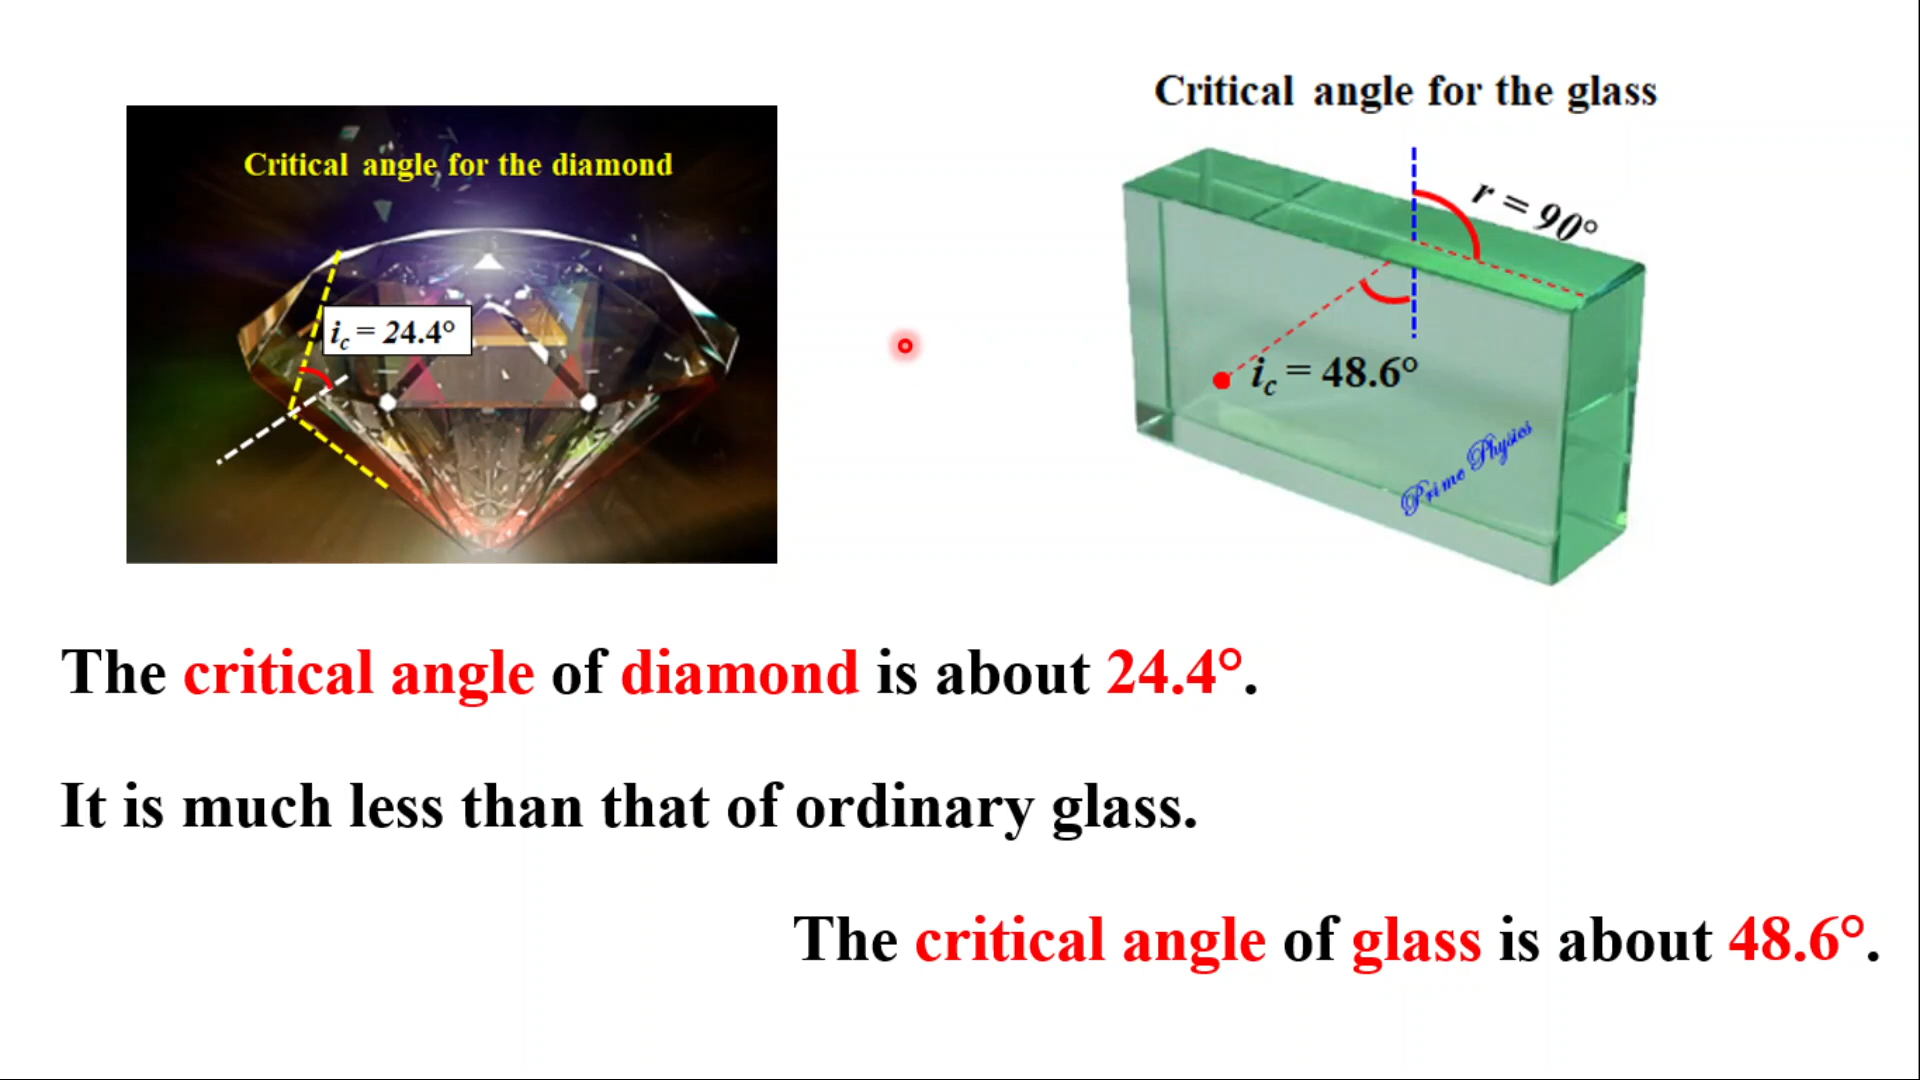 Critical angle for the diamond
i_c = 24.4°
Critical angle for the glass
r = 90°
i_c = 48.6°
Prime Physics
The critical angle of diamond is about 24.4°.
It is much less than that of ordinary glass.
The critical angle of glass is about 48.6°.